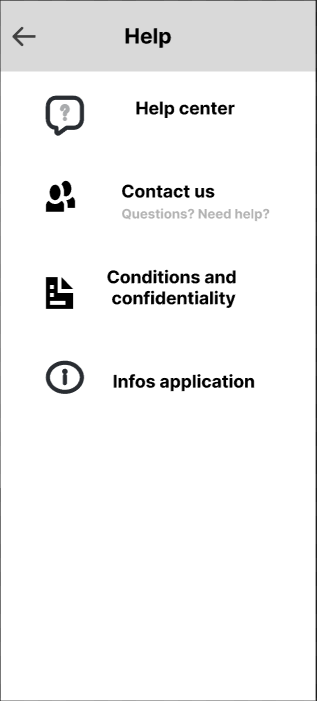 Help
Help center
Contact us
Questions? Need help?
Conditions and
confidentiality
Infos application